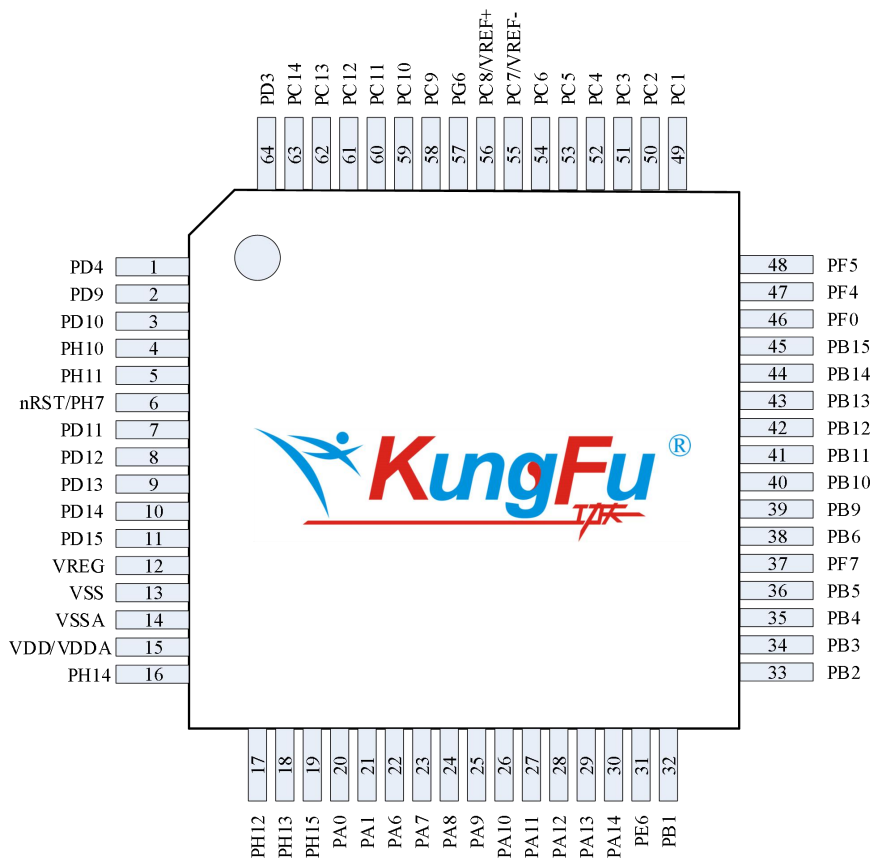 PD3 PC14 PC13 PC12 PC11 PC10 PC9 PG6 PC8/VREF+ PC7/VREF- PC6 PC5 PC4 PC3 PC2 PC1
64 63 62 61 60 59 58 57 56 55 54 53 52 51 50 49
PD4 1
PD9 2
PD10 3
PH10 4
PH11 5
nRST/PH7 6
PD11 7
PD12 8
PD13 9
PD14 10
PD15 11
VREG 12
VSS 13
VSSA 14
VDD/VDDA 15
PH14 16
KungFu ®
功夫
48 PF5
47 PF4
46 PF0
45 PB15
44 PB14
43 PB13
42 PB12
41 PB11
40 PB10
39 PB9
38 PB6
37 PF7
36 PB5
35 PB4
34 PB3
33 PB2
17 18 19 20 21 22 23 24 25 26 27 28 29 30 31 32
PH12 PH13 PH15 PA0 PA1 PA6 PA7 PA8 PA9 PA10 PA11 PA12 PA13 PA14 PE6 PB1